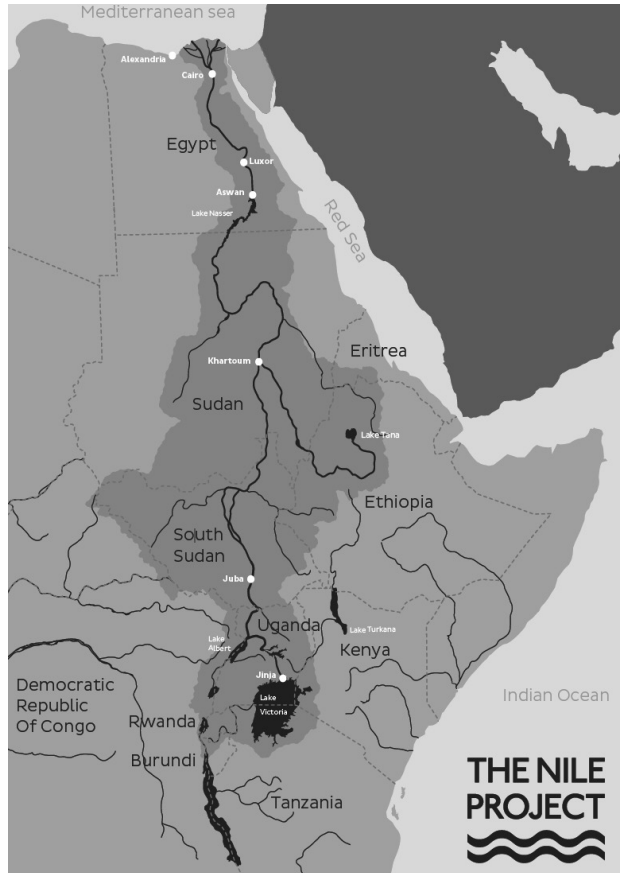 Mediterranean sea
Alexandria
Cairo
Egypt
Luxor
Aswan
Lake Nasser
Red Sea
Khartoum
Eritrea
Sudan
Lake Tana
Ethiopia
South
Sudan
Juba
Uganda
Lake
Albert
Lake Turkana
Kenya
Jinja
Lake
Victoria
Democratic
Republic
Of Congo
Indian Ocean
Rwanda
Burundi
Tanzania
THE NILE
PROJECT